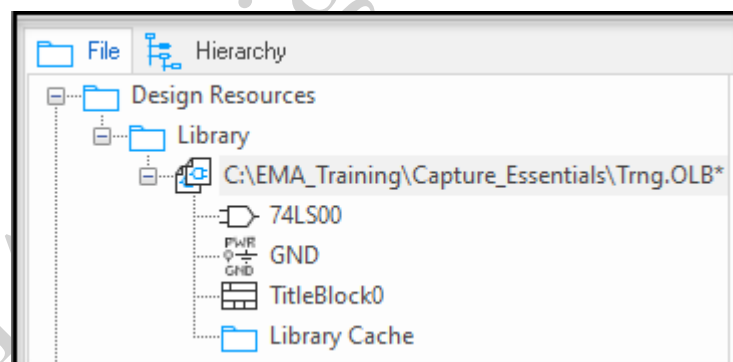 File Hierarchy
Design Resources
Library
C:\EMA_Training\Capture_Essentials\Trng.OLB*
74LS00
PWR
GND
GND
TitleBlock0
Library Cache